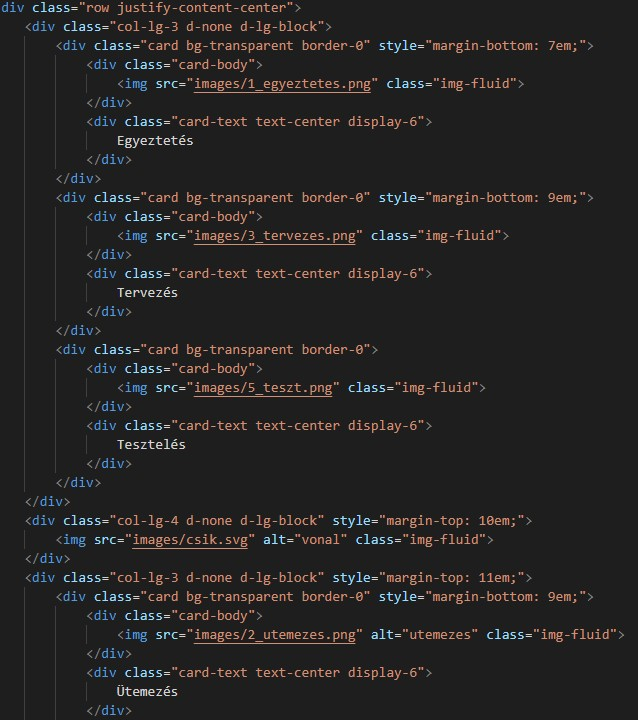 div class="row justify-content-center">
<div class="col-lg-3 d-none d-lg-block">
<div class="card bg-transparent border-0" style="margin-bottom: 7em;">
<div class="card-body">
<img src="images/1_egyeztetes.png" class="img-fluid">
</div>
<div class="card-text text-center display-6">
Egyeztetés
</div>
</div>
<div class="card bg-transparent border-0" style="margin-bottom: 9em;">
<div class="card-body">
<img src="images/3_tervezes.png" class="img-fluid">
</div>
<div class="card-text text-center display-6">
Tervezés
</div>
</div>
<div class="card bg-transparent border-0">
<div class="card-body">
<img src="images/5_teszt.png" class="img-fluid">
</div>
<div class="card-text text-center display-6">
Tesztelés
</div>
</div>
</div>
<div class="col-lg-4 d-none d-lg-block" style="margin-top: 10em;">
<img src="images/csik.svg" alt="vonal" class="img-fluid">
</div>
<div class="col-lg-3 d-none d-lg-block" style="margin-top: 11em;">
<div class="card bg-transparent border-0" style="margin-bottom: 9em;">
<div class="card-body">
<img src="images/2_utemezes.png" alt="utemezes" class="img-fluid">
</div>
<div class="card-text text-center display-6">
Ütemezés
</div>